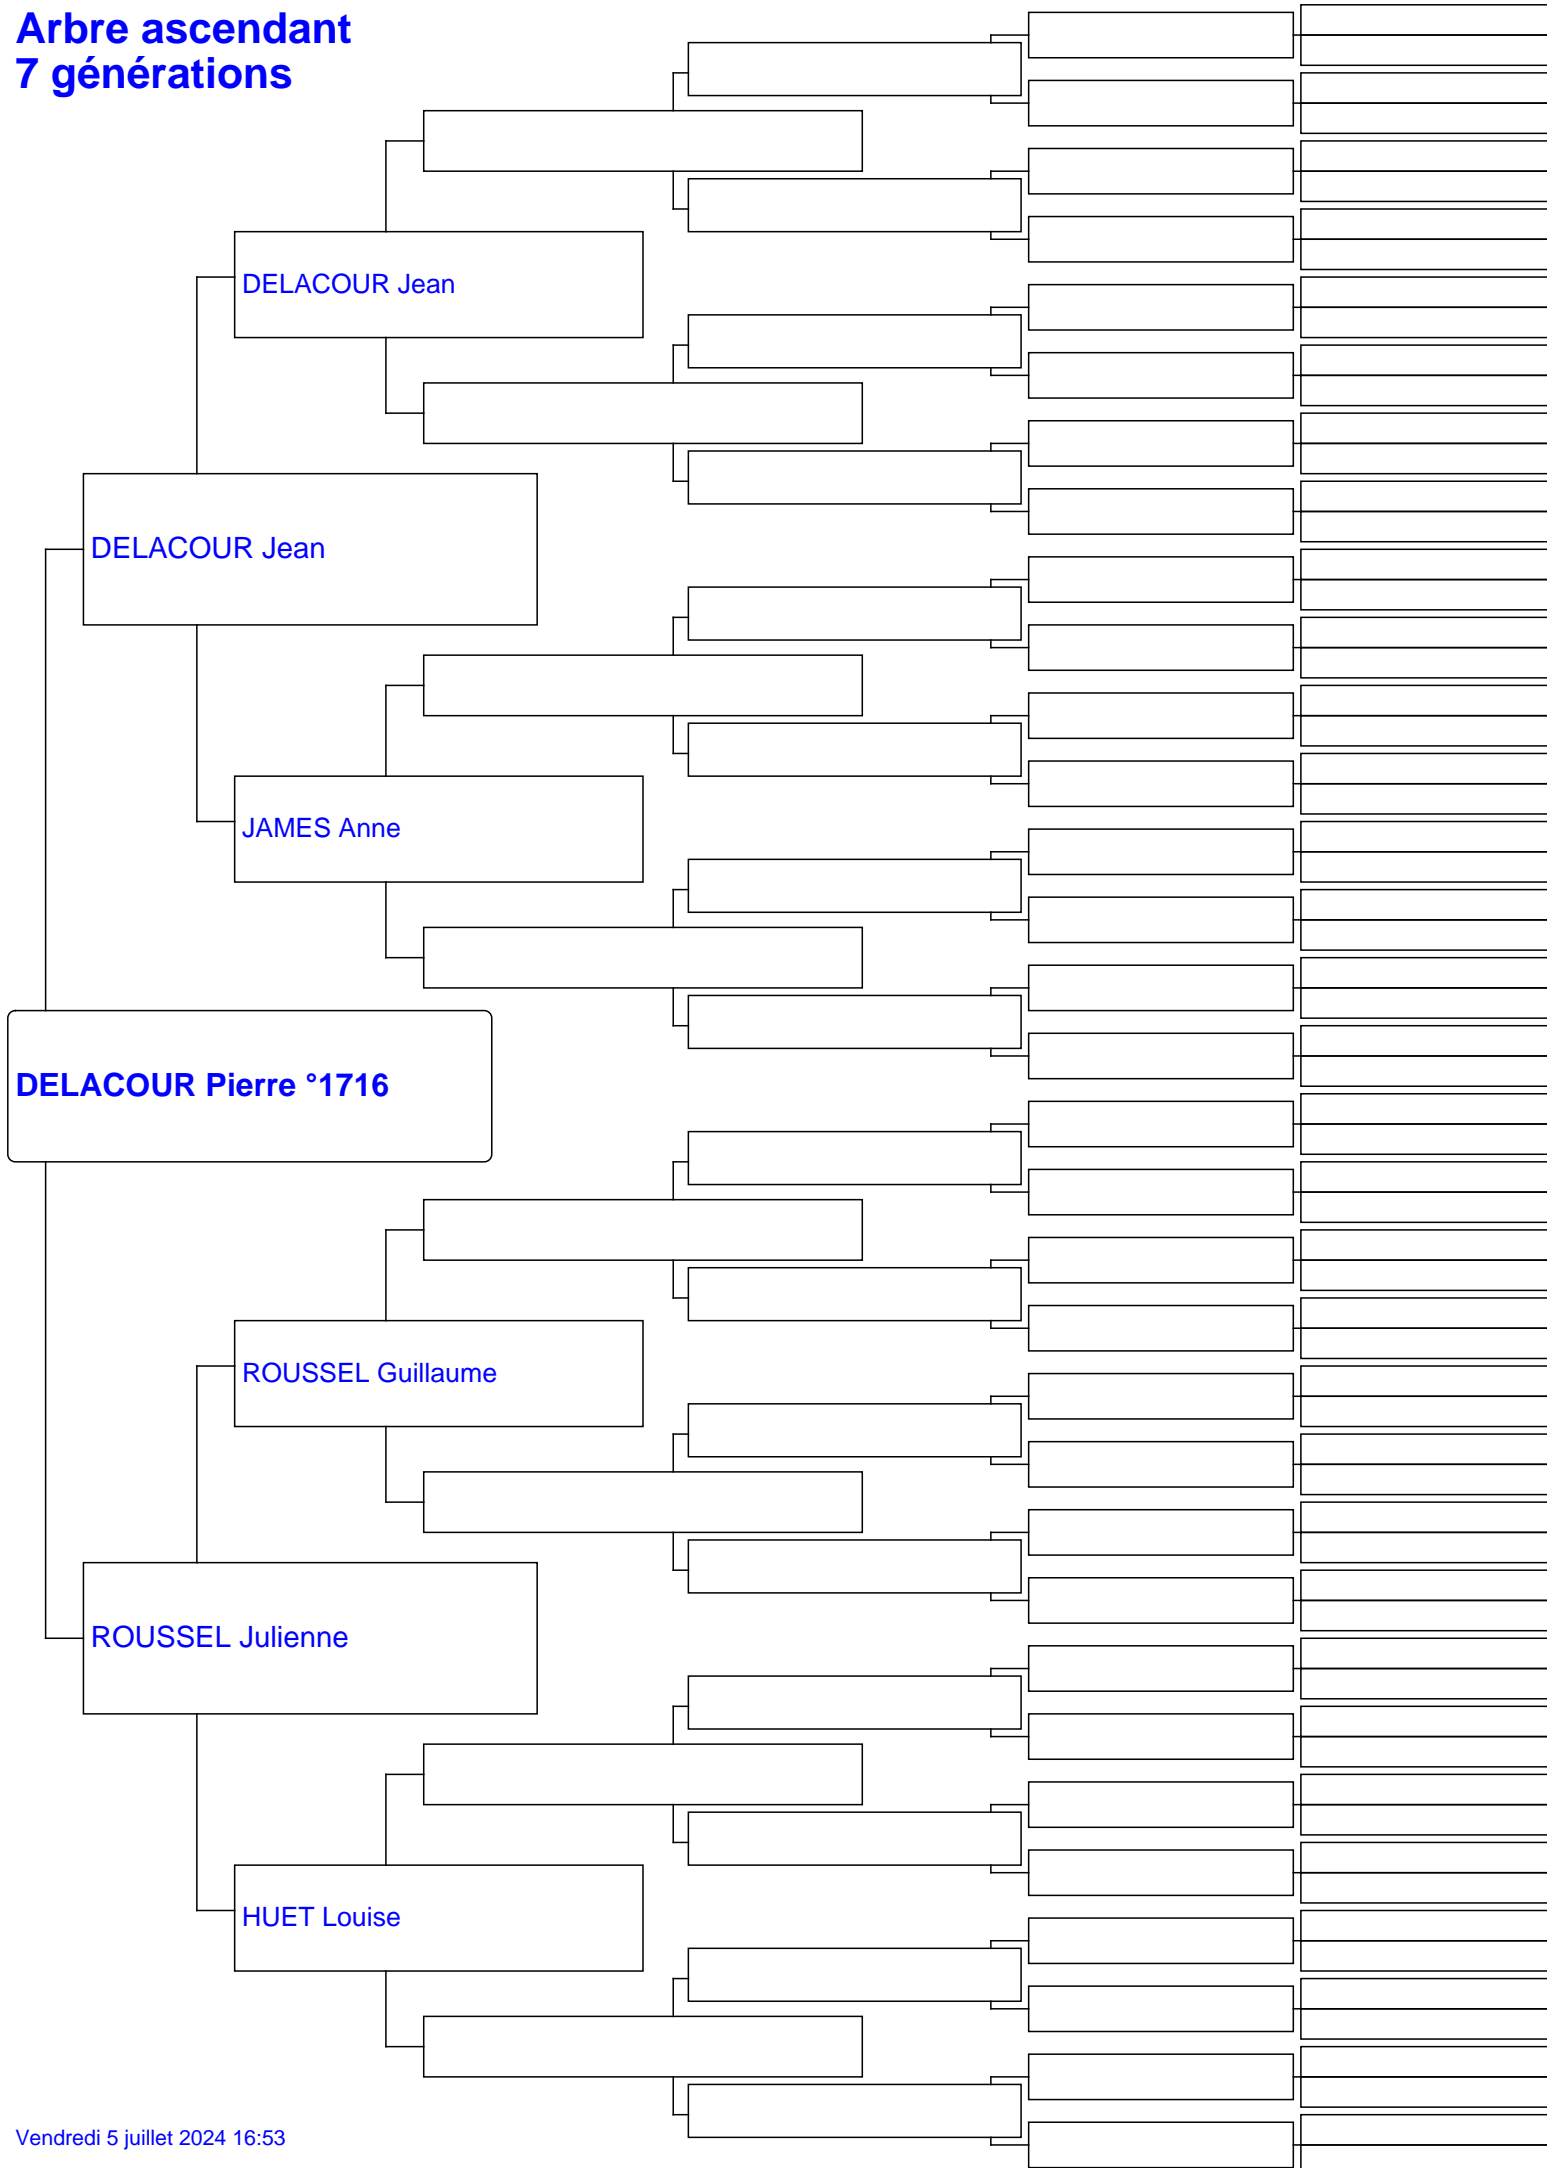 Arbre ascendant
7 générations
DELACOUR Jean
DELACOUR Jean
JAMES Anne
DELACOUR Pierre °1716
ROUSSEL Guillaume
ROUSSEL Julienne
HUET Louise
Vendredi 5 juillet 2024 16:53